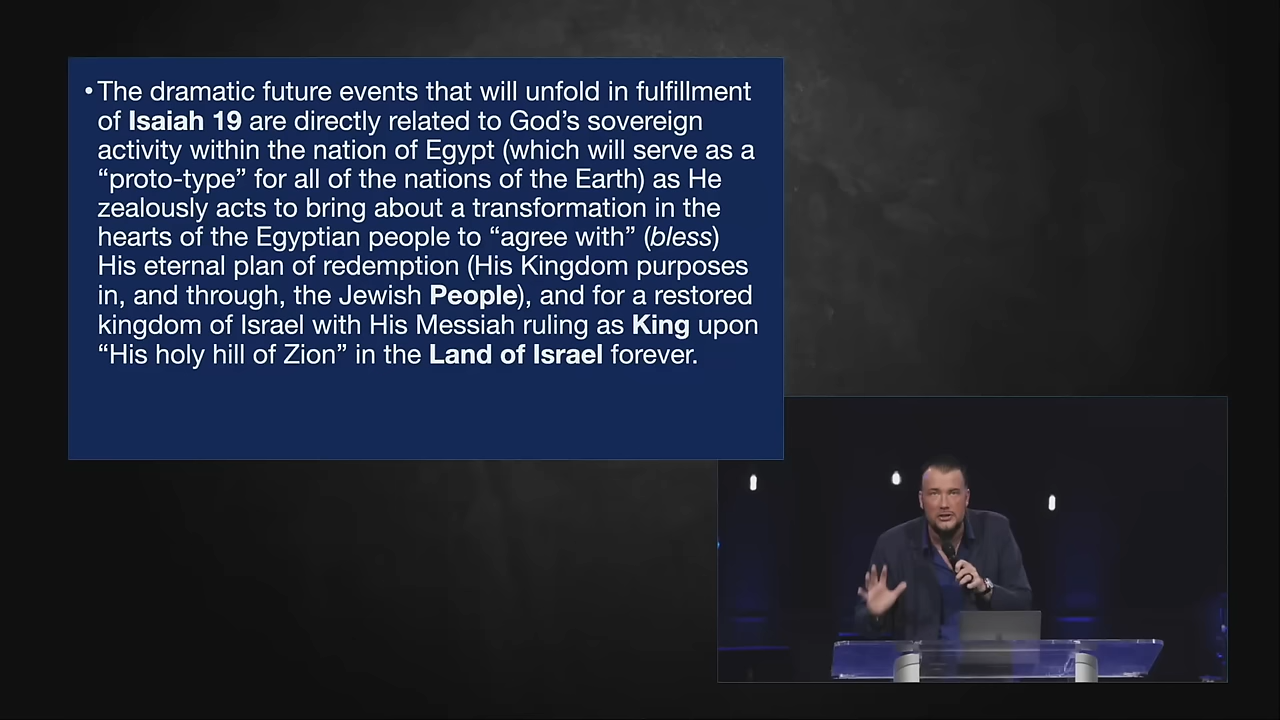 •The dramatic future events that will unfold in fulfillment
of Isaiah 19 are directly related to God’s sovereign
activity within the nation of Egypt (which will serve as a
“proto-type” for all of the nations of the Earth) as He
zealously acts to bring about a transformation in the
hearts of the Egyptian people to “agree with” (bless)
His eternal plan of redemption (His Kingdom purposes
in, and through, the Jewish People), and for a restored
kingdom of Israel with His Messiah ruling as King upon
“His holy hill of Zion” in the Land of Israel forever.